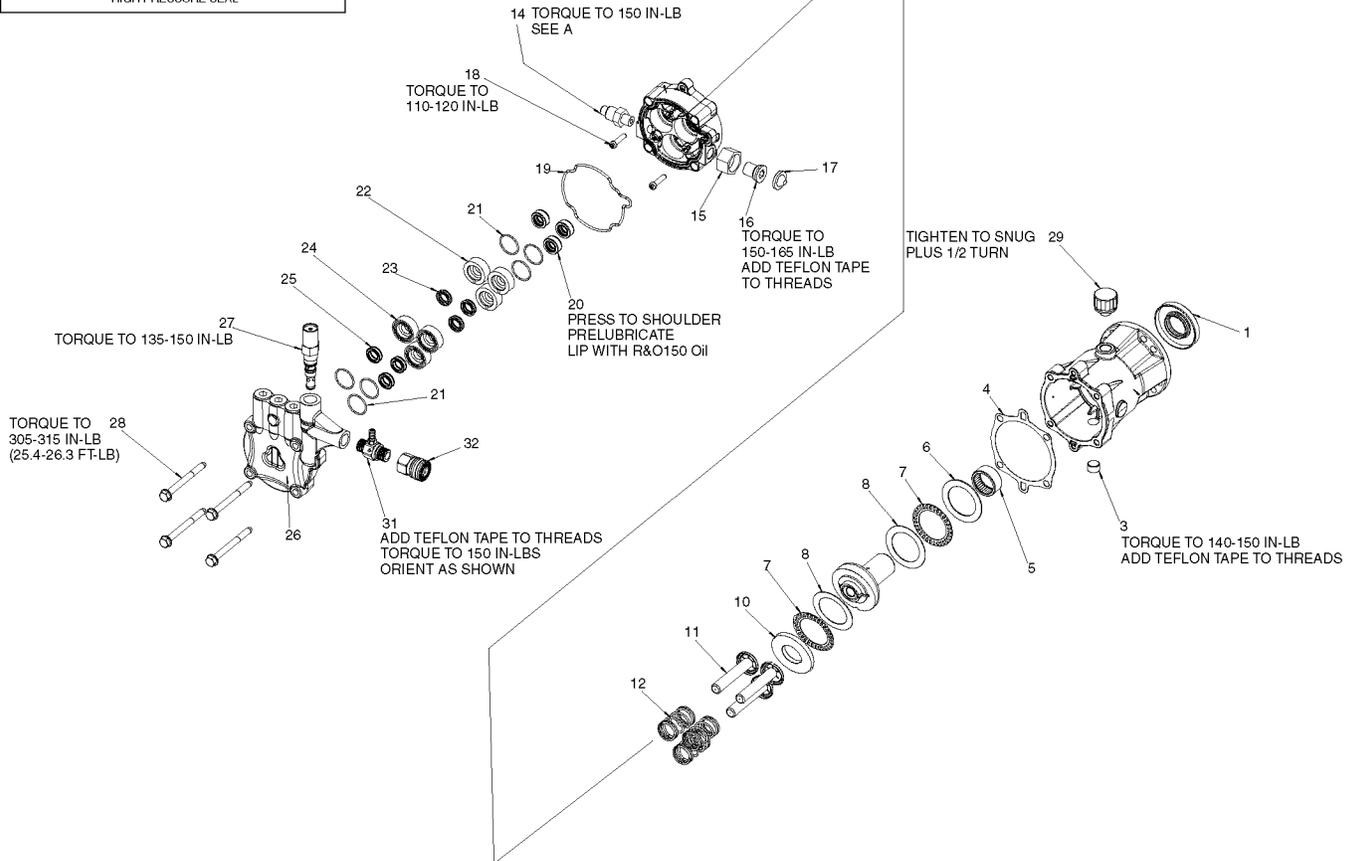 HIGH PRESSURE SEAL
14 TORQUE TO 150 IN-LB
SEE A
18
TORQUE TO
110-120 IN-LB
19
17
15
16
TORQUE TO
150-165 IN-LB
ADD TEFLON TAPE
TO THREADS
22
21
24
23
25
20
PRESS TO SHOULDER
PRELUBRICATE
LIP WITH R&O150 Oil
27
TORQUE TO 135-150 IN-LB
21
TORQUE TO 28
305-315 IN-LB
(25.4-26.3 FT-LB)
32
26
31
ADD TEFLON TAPE TO THREADS
TORQUE TO 150 IN-LBS
ORIENT AS SHOWN
TIGHTEN TO SNUG 29
PLUS 1/2 TURN
1
4
6
7
8
5
3
TORQUE TO 140-150 IN-LB
ADD TEFLON TAPE TO THREADS
8
7
10
11
12